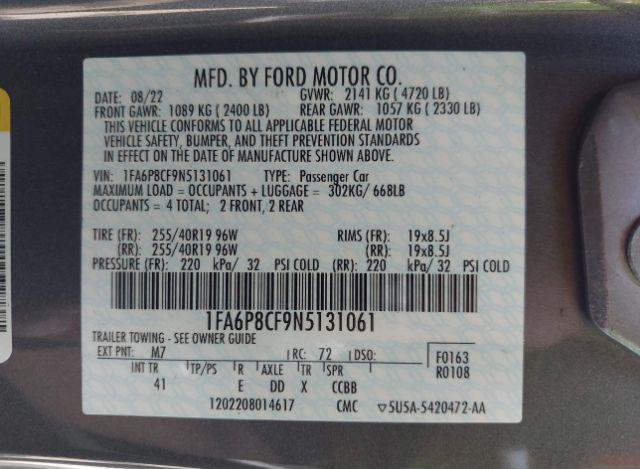 MFD. BY FORD MOTOR CO.
DATE: 08/22 GVWR: 2141 KG ( 4720 LB)
FRONT GAWR: 1089 KG ( 2400 LB) REAR GAWR: 1057 KG ( 2330 LB)
THIS VEHICLE CONFORMS TO ALL APPLICABLE FEDERAL MOTOR
VEHICLE SAFETY, BUMPER, AND THEFT PREVENTION STANDARDS
IN EFFECT ON THE DATE OF MANUFACTURE SHOWN ABOVE.
VIN: 1FA6P8CF9N5131061 TYPE: Passenger Car
MAXIMUM LOAD = OCCUPANTS + LUGGAGE = 302KG/ 668LB
OCCUPANTS = 4 TOTAL; 2 FRONT, 2 REAR
TIRE (FR): 255/40R19 96W RIMS (FR): 19x8.5J
(RR): 255/40R19 96W (RR): 19x8.5J
PRESSURE (FR): 220 kPa/ 32 PSI COLD (RR): 220 kPa/ 32 PSI COLD
1FA6P8CF9N5131061
TRAILER TOWING - SEE OWNER GUIDE
EXT PNT: M7 RC: 72 DSO: F0163
INT TR TP/PS R AXLE TR SPR R0108
41 E DD X CCBB
1202208014617 CMC 5U5A-5420472-AA